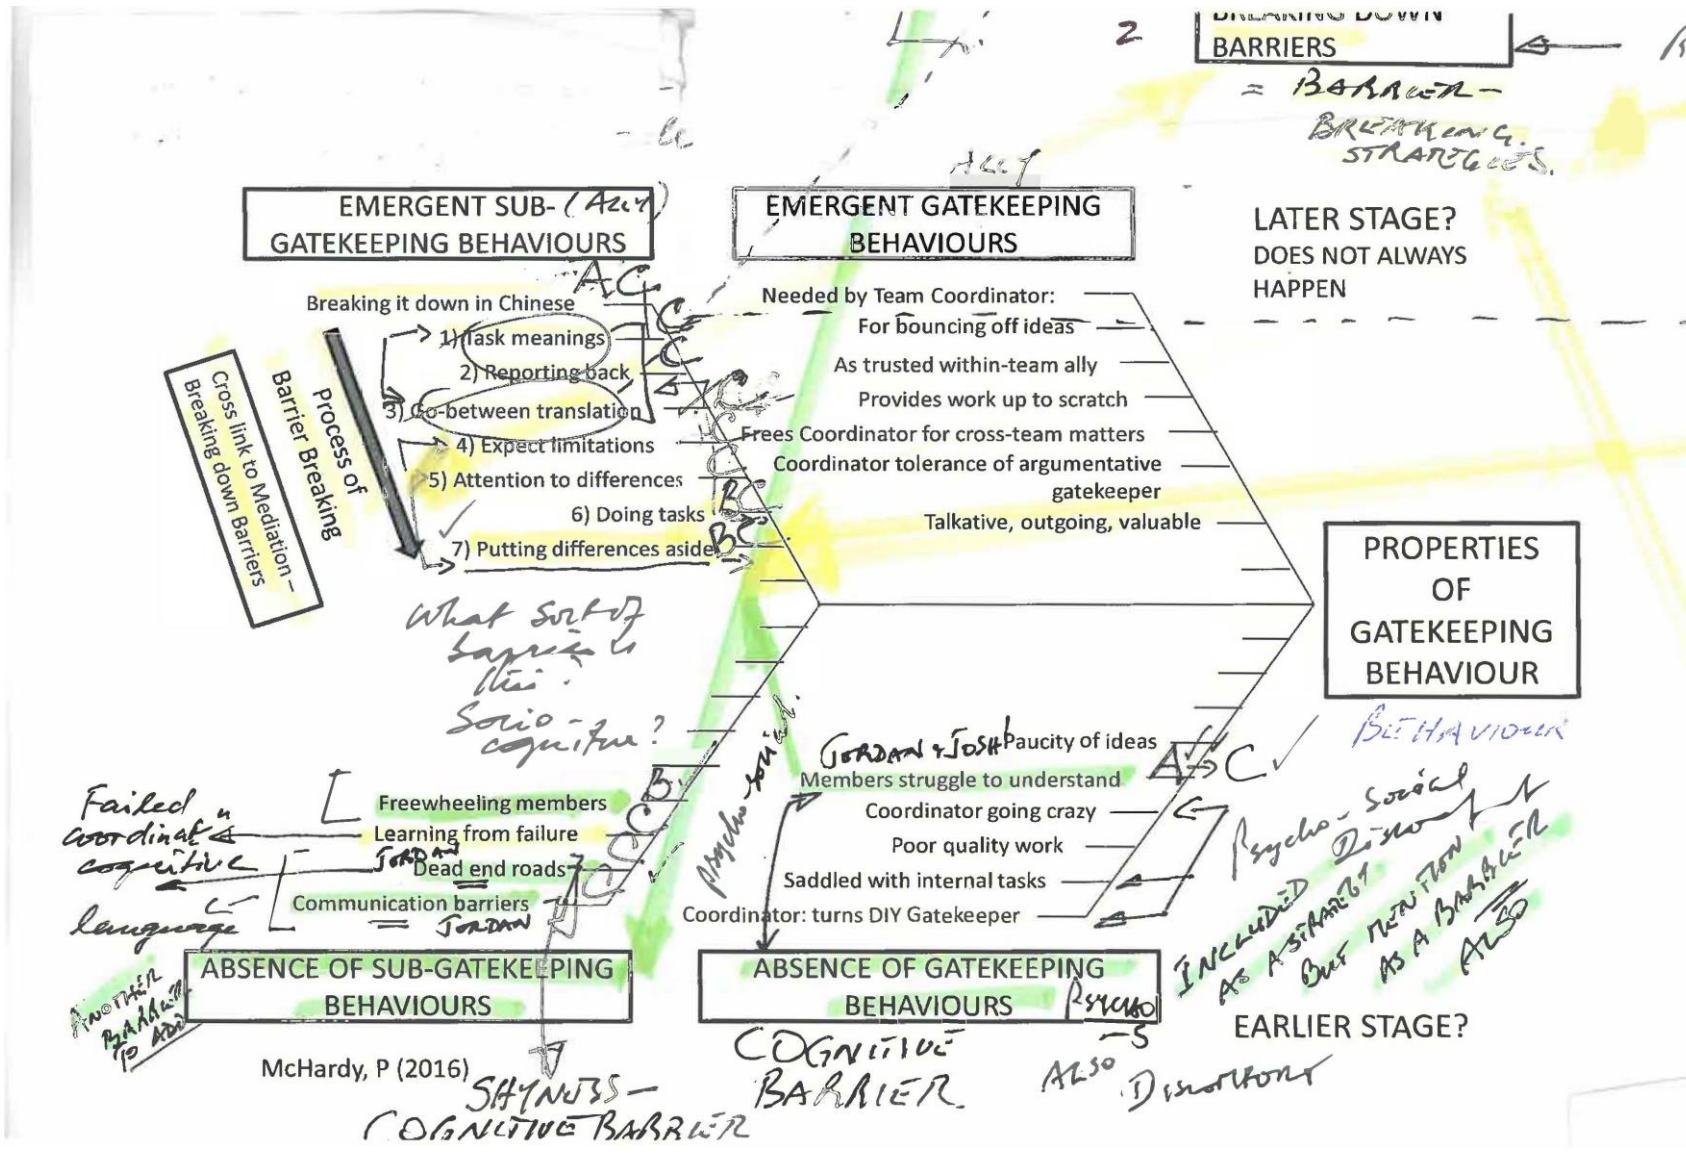 2
BREAKING DOWN
BARRIERS
= BARRIER-
BREAKING
STRATEGIES.
ALLY
EMERGENT SUB- (ALLY)
GATEKEEPING BEHAVIOURS
EMERGENT GATEKEEPING
BEHAVIOURS
LATER STAGE?
DOES NOT ALWAYS
HAPPEN
A C
Breaking it down in Chinese
C
1) Task meanings
C
2) Reporting back
3) Go-between translation
C
4) Expect limitations
C
5) Attention to differences
C
6) Doing tasks
BC
7) Putting differences aside
BC
Process of
Barrier Breaking
Cross link to Mediation –
Breaking down Barriers
Needed by Team Coordinator:
For bouncing off ideas
As trusted within-team ally
Provides work up to scratch
Frees Coordinator for cross-team matters
Coordinator tolerance of argumentative
gatekeeper
Talkative, outgoing, valuable
PROPERTIES
OF
GATEKEEPING
BEHAVIOUR
BEHAVIOUR
What sort of
barrier is
this?
Socio-
cognitive?
Failed
coordinat
cognitive
language
Freewheeling members
B
Learning from failure
C
JORDAN
Dead end roads
C
Communication barriers
JORDAN
C
Psycho-social
JORDAN & JOSH
Paucity of ideas
Members struggle to understand
A
C
Coordinator going crazy
Poor quality work
Saddled with internal tasks
Coordinator: turns DIY Gatekeeper
Psycho-Social
Discomfort
INCLUDED
AS A STRATEGY
BUT MENTION
AS A BARRIER
ALSO
ABSENCE OF SUB-GATEKEEPING
BEHAVIOURS
ABSENCE OF GATEKEEPING
BEHAVIOURS
PSYCHO
-S
ALSO
DISCOMFORT
EARLIER STAGE?
ANOTHER
BARRIER
TO ADD
McHardy, P (2016)
SHYNESS –
COGNITIVE BARRIER
COGNITIVE
BARRIER.